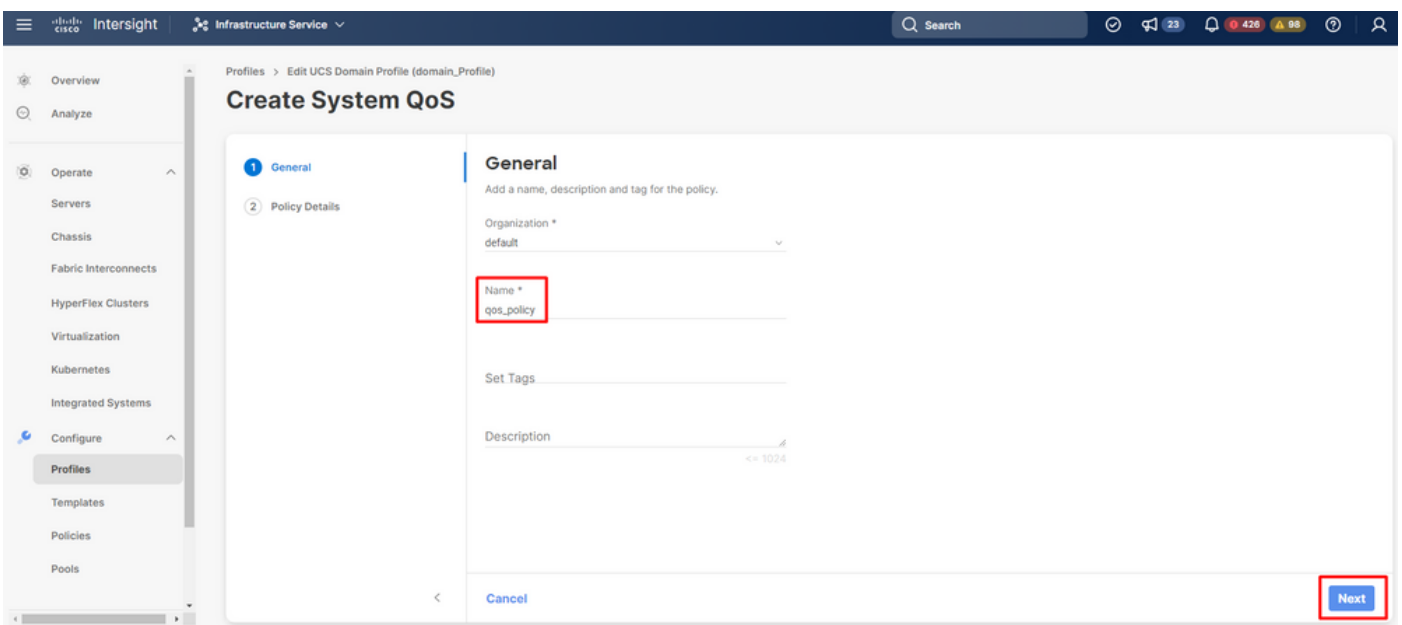 cisco Intersight Infrastructure Service Search 23 426 98
Overview
Analyze
Operate
Servers
Chassis
Fabric Interconnects
HyperFlex Clusters
Virtualization
Kubernetes
Integrated Systems
Configure
Profiles
Templates
Policies
Pools
Profiles > Edit UCS Domain Profile (domain_Profile)
Create System QoS
1 General
2 Policy Details
General
Add a name, description and tag for the policy.
Organization *
default
Name *
qos_policy
Set Tags
Description
<= 1024
< Cancel Next